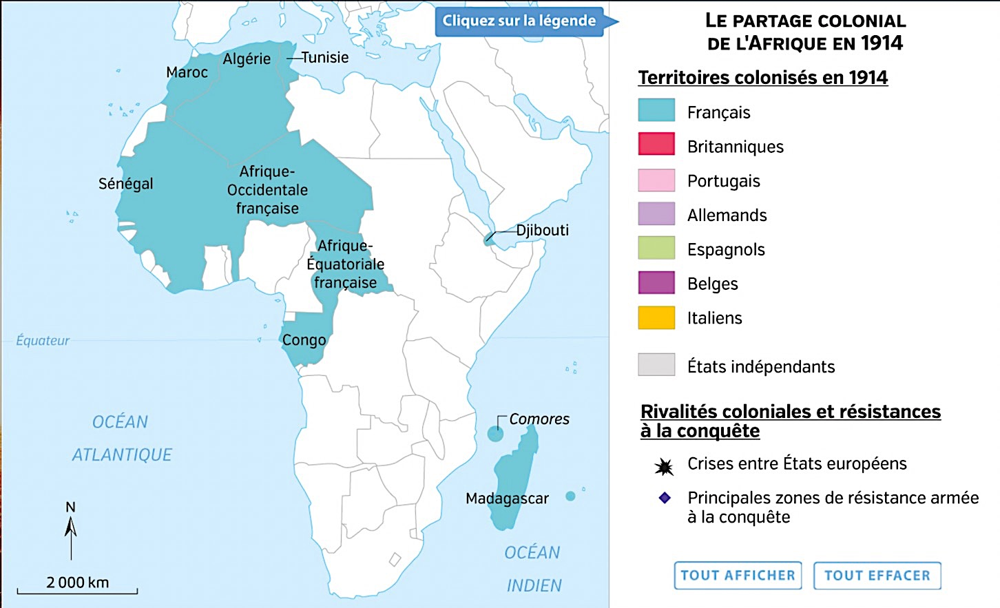 Cliquez sur la légende
LE PARTAGE COLONIAL
DE L'AFRIQUE EN 1914
Territoires colonisés en 1914
Français
Britanniques
Portugais
Allemands
Espagnols
Belges
Italiens
États indépendants
Rivalités coloniales et résistances
à la conquête
Crises entre États européens
Principales zones de résistance armée
à la conquête
TOUT AFFICHER
TOUT EFFACER
Maroc
Algérie
Tunisie
Sénégal
Afrique-
Occidentale
française
Djibouti
Afrique-
Équatoriale
française
Équateur
Congo
OCÉAN
ATLANTIQUE
Comores
Madagascar
N
OCÉAN
INDIEN
2 000 km